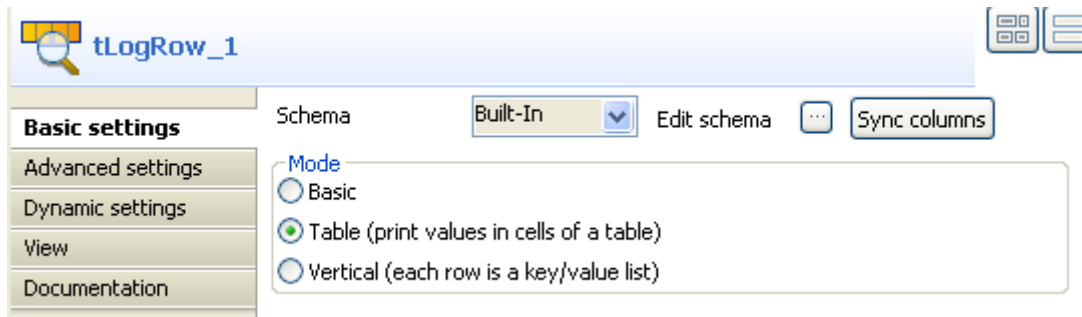 tLogRow_1
Basic settings
Advanced settings
Dynamic settings
View
Documentation
Schema Built-In Edit schema ... Sync columns
Mode
Basic
Table (print values in cells of a table)
Vertical (each row is a key/value list)